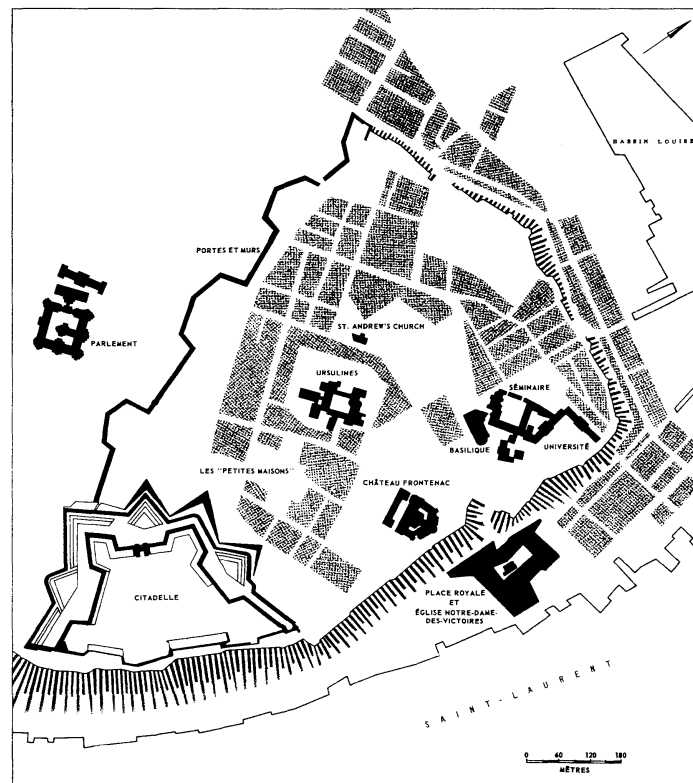 BASSIN LOUISE
PORTES ET MURS
PARLEMENT
ST. ANDREW'S CHURCH
URSULINES
SÉMINAIRE
BASILIQUE
UNIVERSITÉ
LES "PETITES MAISONS"
CHÂTEAU FRONTENAC
CITADELLE
PLACE ROYALE
ET
ÉGLISE NOTRE-DAME-
DES-VICTOIRES
SAINT-LAURENT
0 60 120 180
MÈTRES